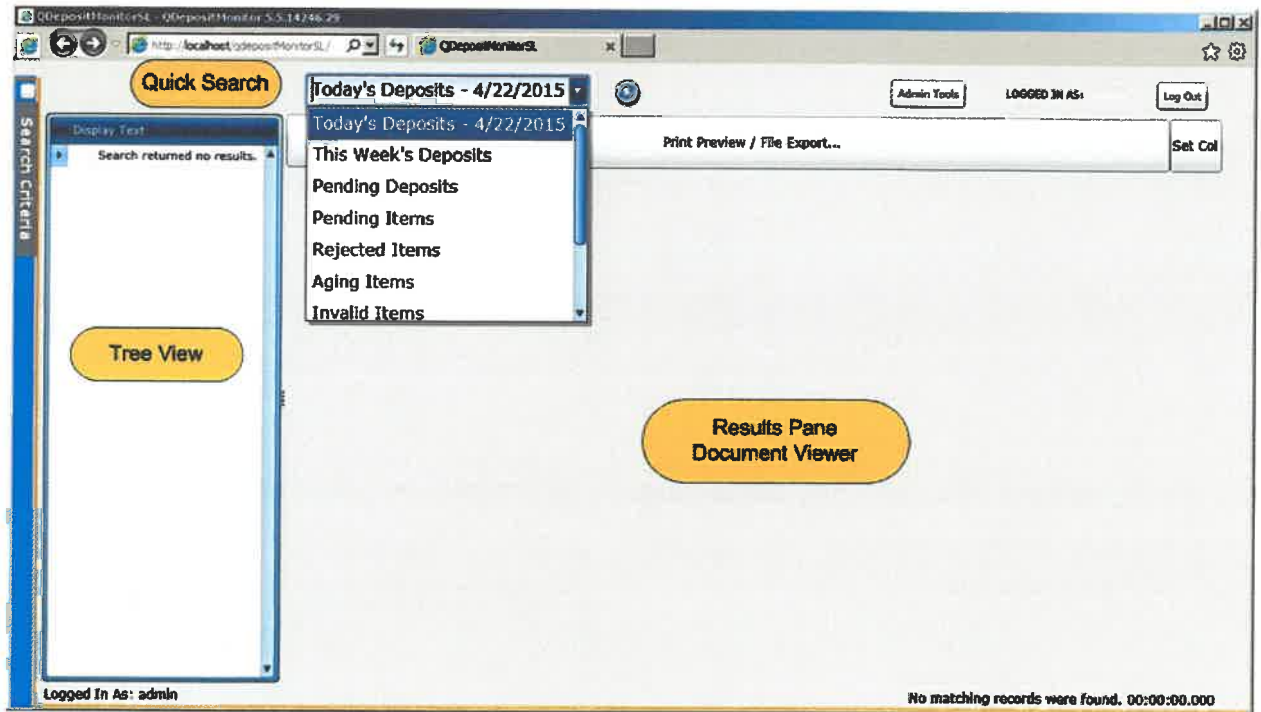 QDepositMonitorSL - QDepositMonitor 5.5.14246.29
http://localhost/qdepositMonitorSL/
QDepositMonitorSL
Quick Search
Today's Deposits - 4/22/2015
Admin Tools
LOGGED IN AS:
Log Out
Search Criteria
Display Text
Search returned no results.
Today's Deposits - 4/22/2015
This Week's Deposits
Pending Deposits
Pending Items
Rejected Items
Aging Items
Invalid Items
Print Preview / File Export...
Set Col
Tree View
Results Pane
Document Viewer
Logged In As: admin
No matching records were found. 00:00:00.000